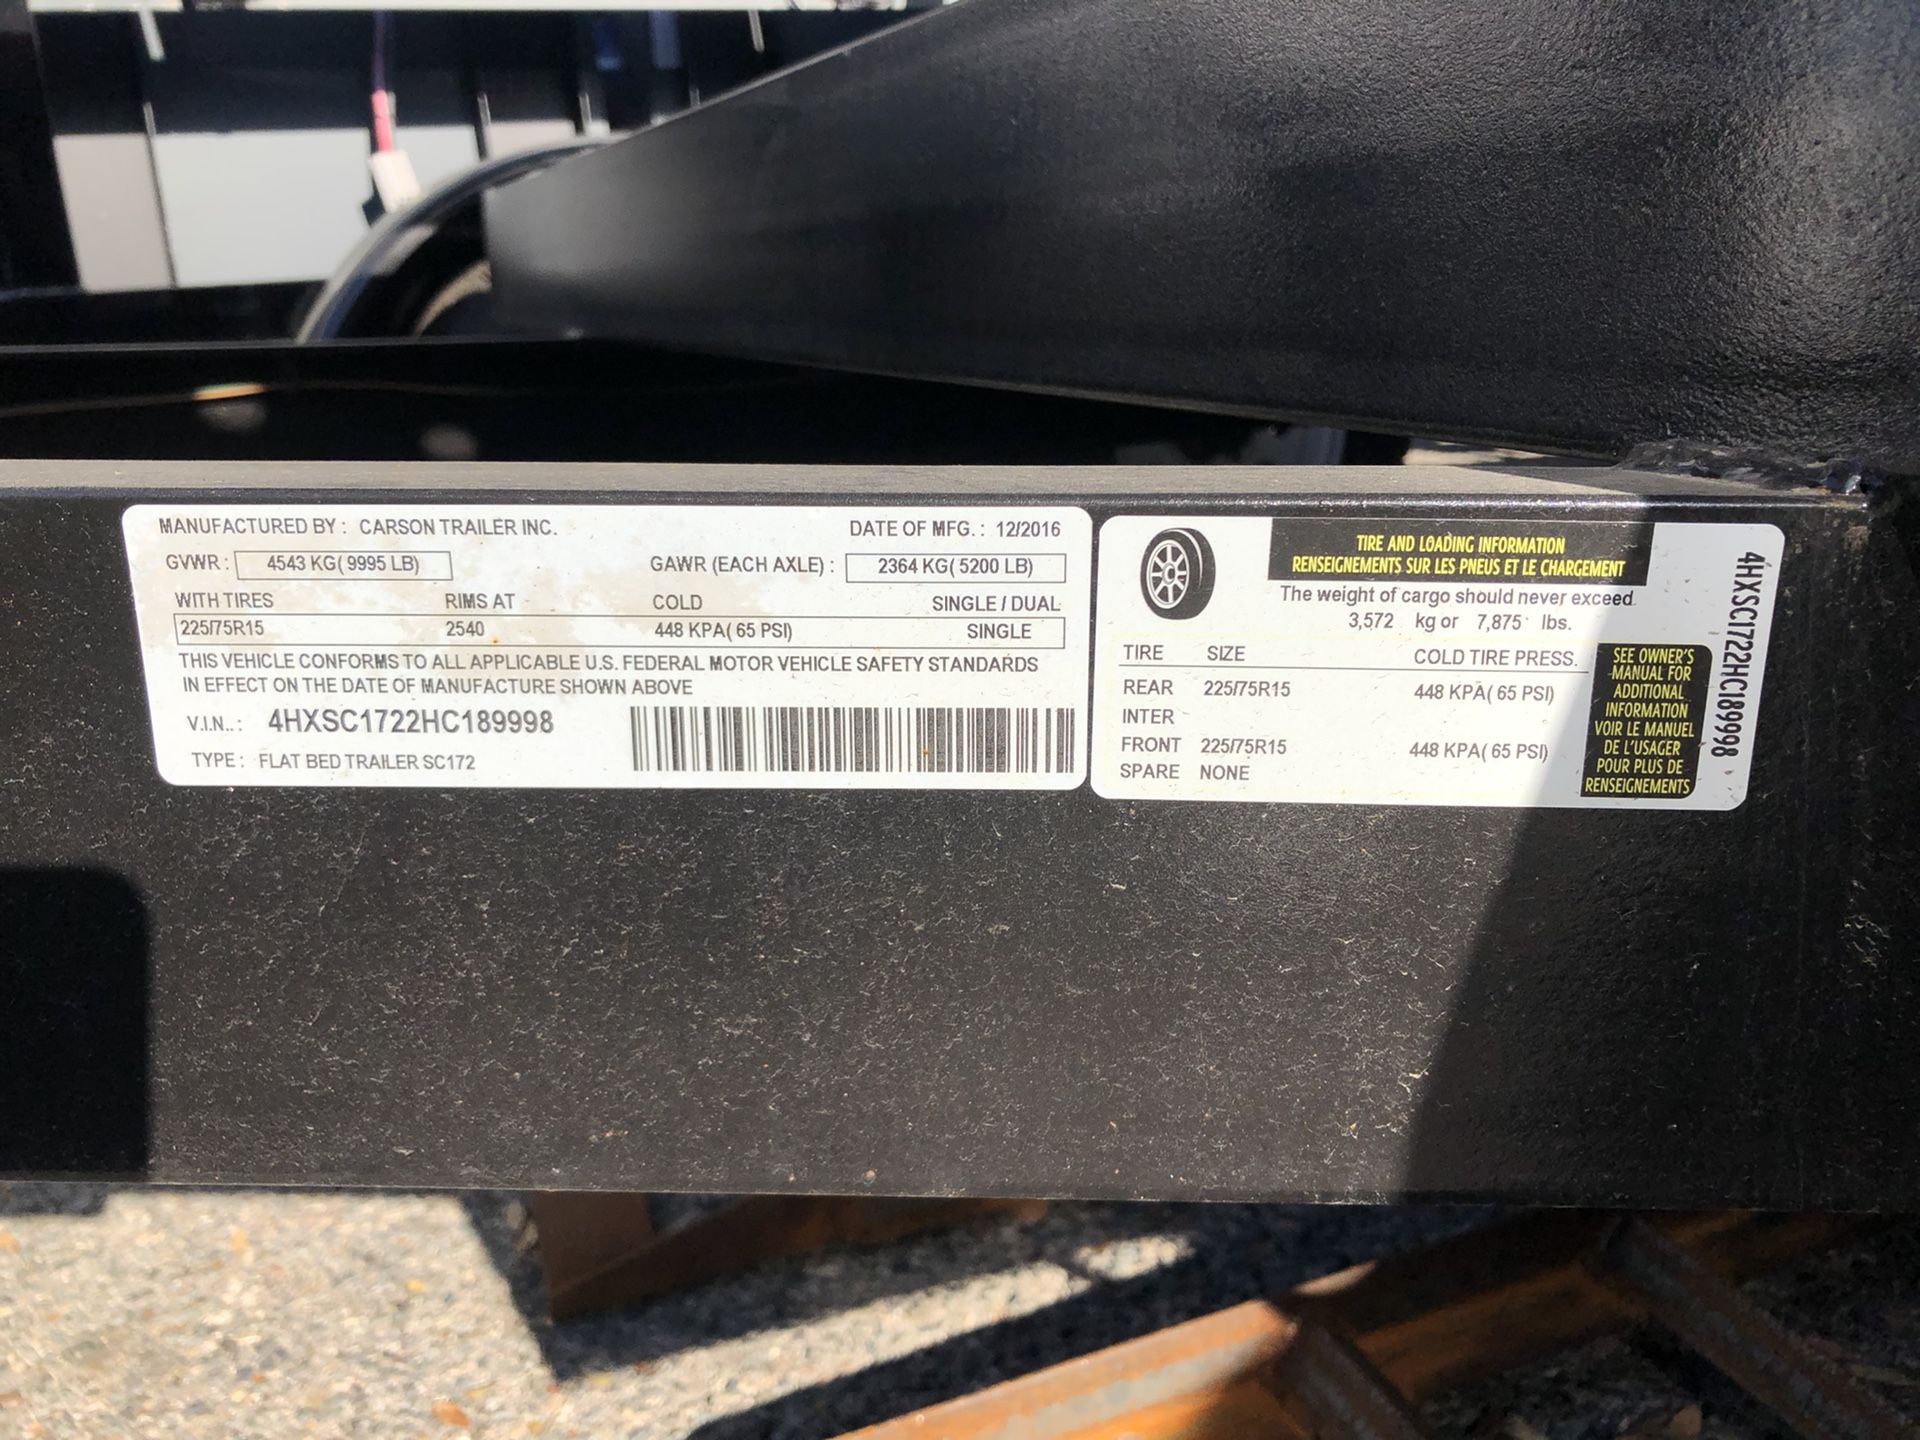 MANUFACTURED BY : CARSON TRAILER INC. DATE OF MFG. : 12/2016
GVWR : 4543 KG( 9995 LB) GAWR (EACH AXLE) : 2364 KG( 5200 LB)
WITH TIRES RIMS AT COLD SINGLE / DUAL
225/75R15 2540 448 KPA( 65 PSI) SINGLE
THIS VEHICLE CONFORMS TO ALL APPLICABLE U.S. FEDERAL MOTOR VEHICLE SAFETY STANDARDS
IN EFFECT ON THE DATE OF MANUFACTURE SHOWN ABOVE
V.I.N.. : 4HXSC1722HC189998
TYPE : FLAT BED TRAILER SC172
TIRE AND LOADING INFORMATION
RENSEIGNEMENTS SUR LES PNEUS ET LE CHARGEMENT
The weight of cargo should never exceed
3,572 kg or 7,875 lbs.
TIRE SIZE COLD TIRE PRESS.
REAR 225/75R15 448 KPA( 65 PSI)
INTER
FRONT 225/75R15 448 KPA( 65 PSI)
SPARE NONE
SEE OWNER'S
MANUAL FOR
ADDITIONAL
INFORMATION
VOIR LE MANUEL
DE L'USAGER
POUR PLUS DE
RENSEIGNEMENTS
4HXSC1722HC189998